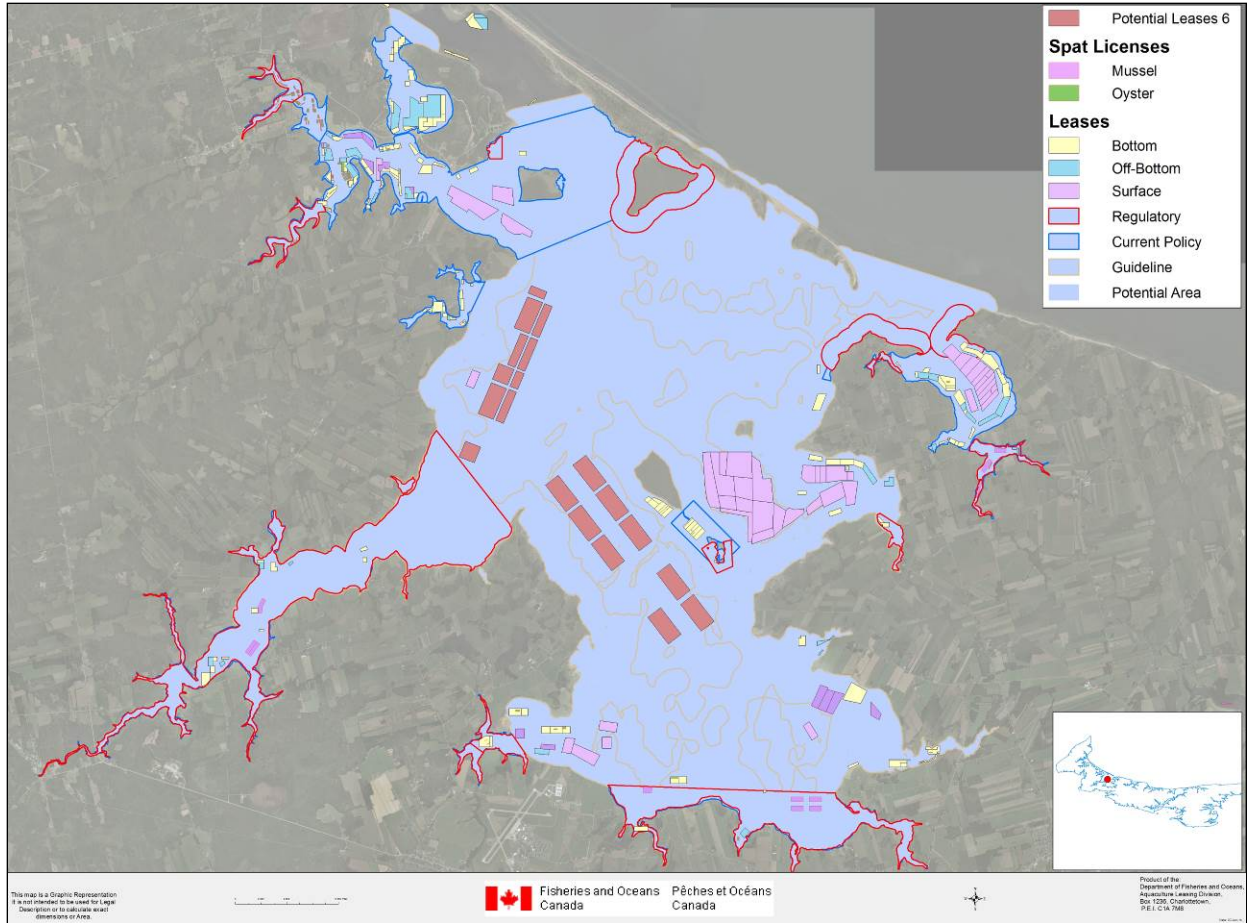 Potential Leases 6
Spat Licenses
Mussel
Oyster
Leases
Bottom
Off-Bottom
Surface
Regulatory
Current Policy
Guideline
Potential Area
This map is a Graphic Representation
It is not intended to be used for Legal
Description or to calculate exact
dimensions or Area.
Fisheries and Oceans
Canada
Pêches et Océans
Canada
Product of the:
Department of Fisheries and Oceans,
Aquaculture Leasing Division,
Box 1236, Charlottetown,
P.E.I. C1A 7M8